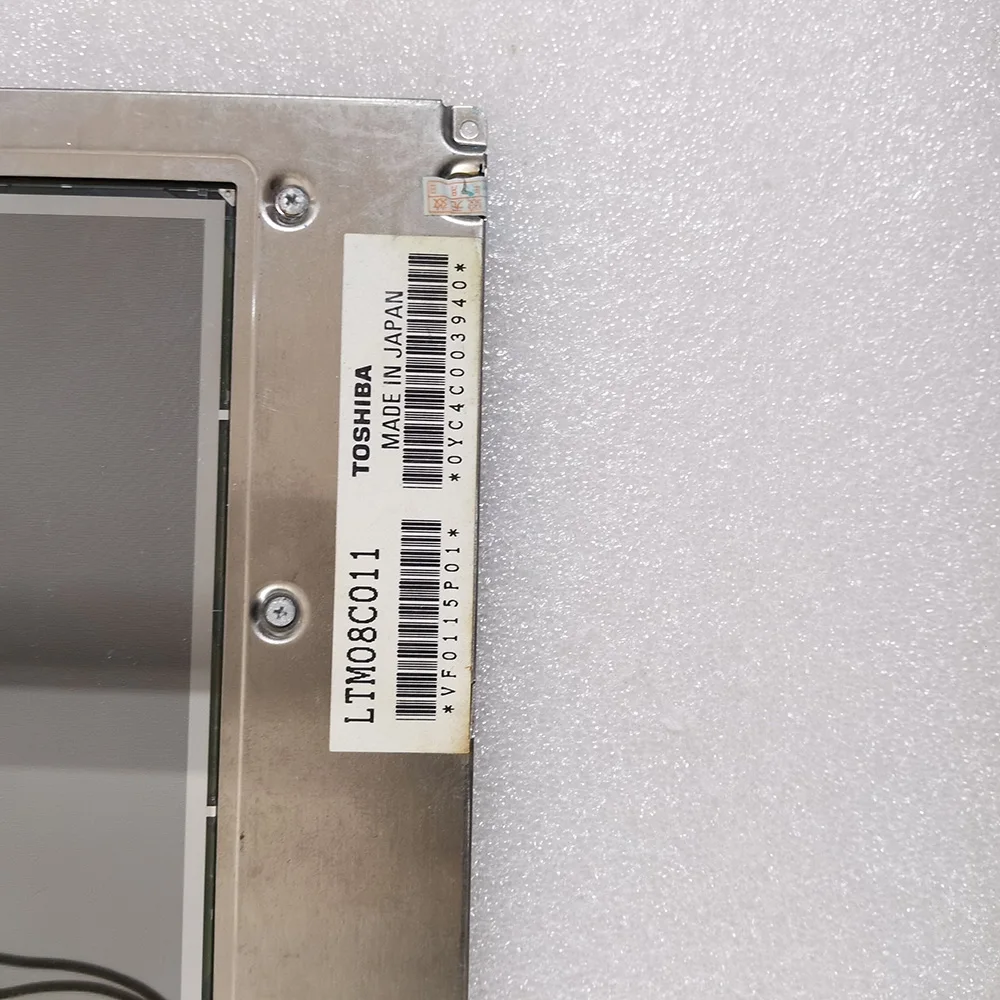 TOSHIBA
MADE IN JAPAN
*0YC4C003940*
LTM08C011
*VF0115P01*